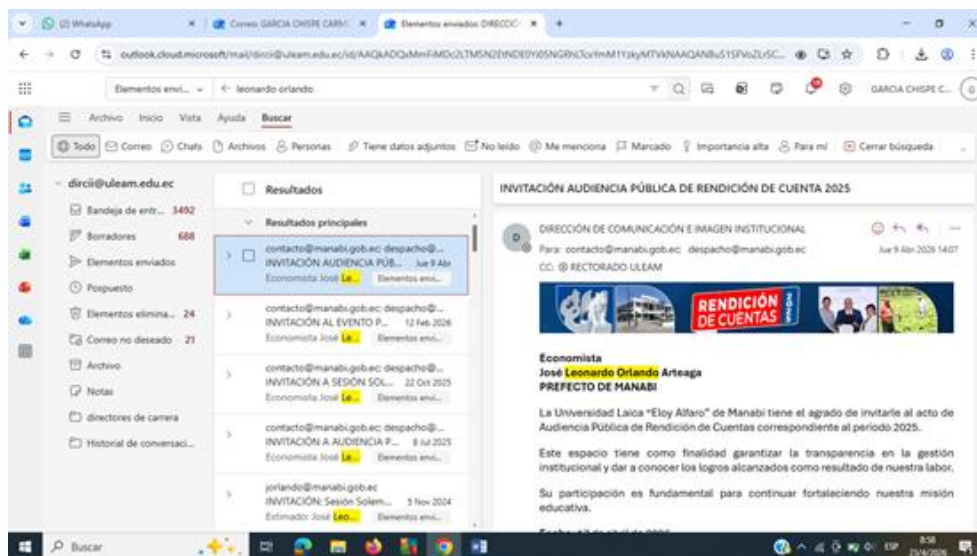 (2) WhatsApp
Correo: GARCIA CHISPE CARM
Elementos enviados: DIRECCIÓ
Elementos envi...
leonardo orlando
GARCIA CHISPE C...
Archivo Inicio Vista Ayuda Buscar
Todo Correo Chats Archivos Personas Tiene datos adjuntos No leído Me menciona Marcado Importancia alta Para mí Cerrar búsqueda
dircii@uleam.edu.ec
Bandeja de entr... 3492
Borradores 688
Elementos enviados
Pospuesto
Elementos elimina... 24
Correo no deseado 21
Archivo
Notas
directores de carrera
Historial de conversaci...
Resultados
Resultados principales
contacto@manabi.gob.ec; despacho@...
INVITACIÓN AUDIENCIA PÚB... Jue 9 Abr
Economista José Le... Elementos envi...
contacto@manabi.gob.ec; despacho@...
INVITACIÓN AL EVENTO P... 12 Feb 2026
Economista José Le... Elementos envi...
contacto@manabi.gob.ec; despacho@...
INVITACIÓN A SESIÓN SOL... 22 Oct 2025
Economista José Le... Elementos envi...
contacto@manabi.gob.ec; despacho@...
INVITACIÓN A AUDIENCIA P... 8 Jul 2025
Economista José Le... Elementos envi...
jorlando@manabi.gob.ec
INVITACIÓN: Sesión Solem... 5 Nov 2024
Estimado: José Leo... Elementos envi...
INVITACIÓN AUDIENCIA PÚBLICA DE RENDICIÓN DE CUENTA 2025
D
DIRECCIÓN DE COMUNICACIÓN E IMAGEN INSTITUCIONAL
Para: contacto@manabi.gob.ec; despacho@manabi.gob.ec
Jue 9 Abr 2026 14:07
CC: RECTORADO ULEAM
RENDICIÓN
DE CUENTAS
Economista
José Leonardo Orlando Arteaga
PREFECTO DE MANABI
La Universidad Laica “Eloy Alfaro” de Manabí tiene el agrado de invitarle al acto de
Audiencia Pública de Rendición de Cuentas correspondiente al periodo 2025.
Este espacio tiene como finalidad garantizar la transparencia en la gestión
institucional y dar a conocer los logros alcanzados como resultado de nuestra labor.
Su participación es fundamental para continuar fortaleciendo nuestra misión
educativa.
Buscar
ESP
8:58
23/4/2026